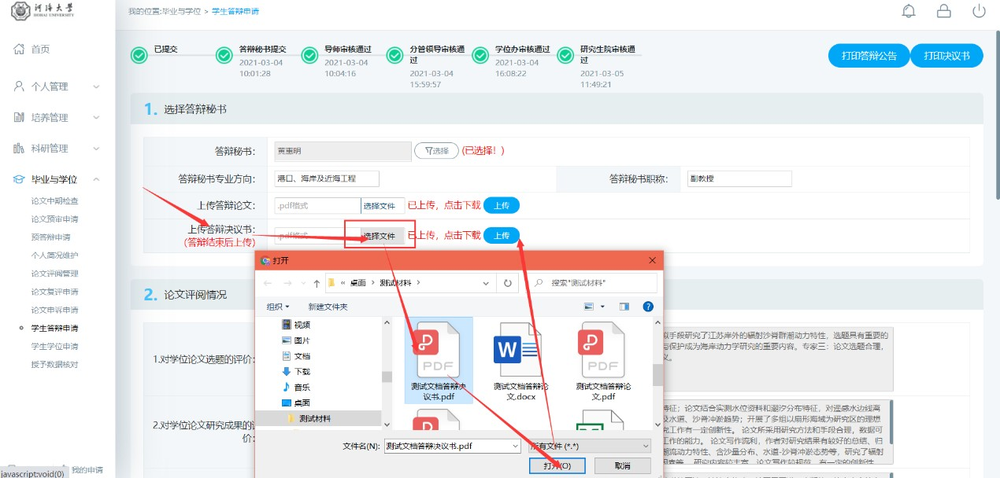 河海大学
HOHAI UNIVERSITY
我的位置:毕业与学位 > 学生答辩申请
首页
个人管理
培养管理
科研管理
毕业与学位
论文中期检查
论文预审申请
预答辩申请
个人简况维护
论文评阅管理
论文复评申请
论文申诉申请
学生答辩申请
学生学位申请
授予数据核对
我的申请
javascript:void(0)
已提交
答辩秘书提交
2021-03-04
10:01:28
导师审核通过
2021-03-04
10:04:16
分管领导审核通
过
2021-03-04
15:59:57
学位办审核通过
2021-03-04
16:08:22
研究生院审核通
过
2021-03-05
11:49:21
打印答辩公告
打印决议书
1. 选择答辩秘书
答辩秘书:
黄惠明
选择
(已选择！)
答辩秘书专业方向:
港口、海岸及近海工程
答辩秘书职称:
副教授
上传答辩论文:
.pdf格式
选择文件
已上传，点击下载
上传
上传答辩决议书:
(答辩结束后上传)
.pdf格式
选择文件
已上传，点击下载
上传
2. 论文评阅情况
1.对学位论文选题的评价:
以手段研究了江苏岸外的辐射沙脊群潮动力特性，选题具有重要的
与保护成为海岸动力学研究的重要内容。专家三：论文选题合理，
义。
2.对学位论文研究成果的评
价:
特征；论文结合实测水位资料和潮汐分布特征，对遥感水边线离
及水道、沙脊冲淤趋势；开展了多组以扇形海域为研究区的理想
究工作有一定创新性。 论文所采用研究方法和手段合理，数据可
工作的能力。 论文写作流利，作者对研究结果有较好的总结、归
潮流动力特性、含沙量分布、水道-沙脊冲淤态势等，研究了辐射
研究内容较丰富，论文写作较规范，有一定的创新性
打开
« 桌面 › 测试材料 ›
搜索"测试材料"
组织
新建文件夹
视频
图片
文档
下载
音乐
桌面
测试材料
PDF
测试文档答辩决
议书.pdf
W
测试文档答辩论
文.docx
PDF
测试文档答辩论
文.pdf
文件名(N):
测试文档答辩决议书.pdf
所有文件 (*.*)
打开(O)
取消